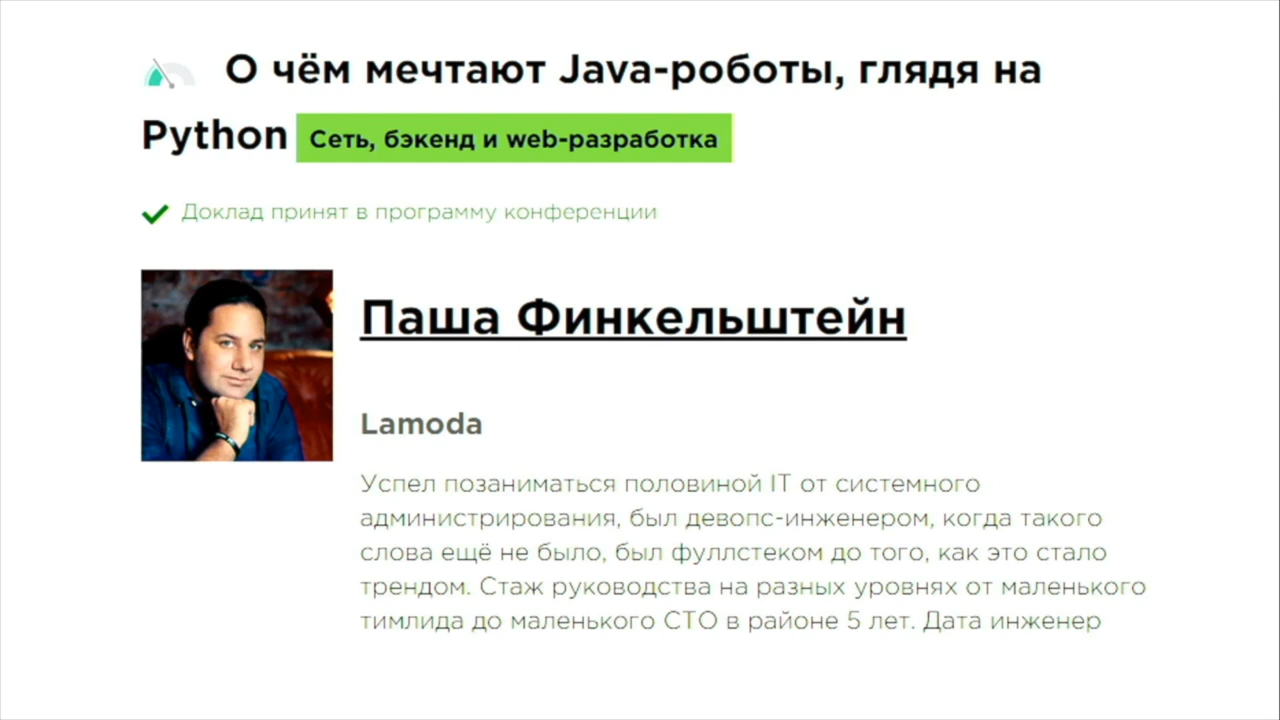 О чём мечтают Java-роботы, глядя на
Python Сеть, бэкенд и web-разработка
Доклад принят в программу конференции
Паша Финкельштейн
Lamoda
Успел позаниматься половиной IT от системного
администрирования, был девопс-инженером, когда такого
слова ещё не было, был фуллстеком до того, как это стало
трендом. Стаж руководства на разных уровнях от маленького
тимлида до маленького СТО в районе 5 лет. Дата инженер